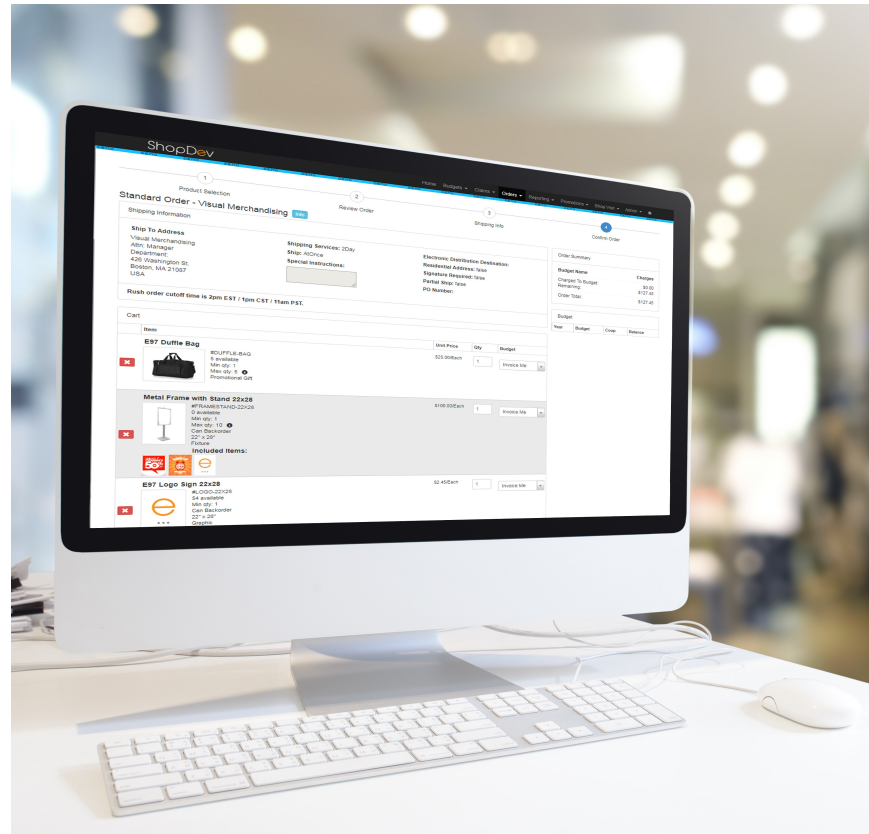 ShopDev
Home Budgets Claims Orders Reporting Promotions Shop Visit Admin
1
Product Selection
2
Review Order
3
Shipping Info
4
Confirm Order
Standard Order - Visual Merchandising Info
Shipping Information
Ship To Address
Visual Merchandising
Attn: Manager
Department:
426 Washington St.
Boston, MA 21087
USA
Shipping Services: 2Day
Ship: AtOnce
Special Instructions:
Electronic Distribution Destination:
Residential Address: false
Signature Required: false
Partial Ship: false
PO Number:
Rush order cutoff time is 2pm EST / 1pm CST / 11am PST.
Order Summary
Budget Name Charges
Charged To Budget: $0.00
Remaining: $127.45
Order Total: $127.45
Budget
Year Budget Coop Balance
Cart
Item Unit Price Qty Budget
E97 Duffle Bag
#DUFFLE-BAG
6 available
Min qty: 1
Max qty: 5
Promotional Gift
$25.00/Each 1 Invoice Me
Metal Frame with Stand 22x28
#FRAMESTAND-22X28
0 available
Min qty: 1
Max qty: 10
Can Backorder
22" x 28"
Fixture
Included Items:
50%
$100.00/Each 1 Invoice Me
E97 Logo Sign 22x28
#LOGO-22X28
54 available
Min qty: 1
Can Backorder
22" x 28"
Graphic
$2.45/Each 1 Invoice Me